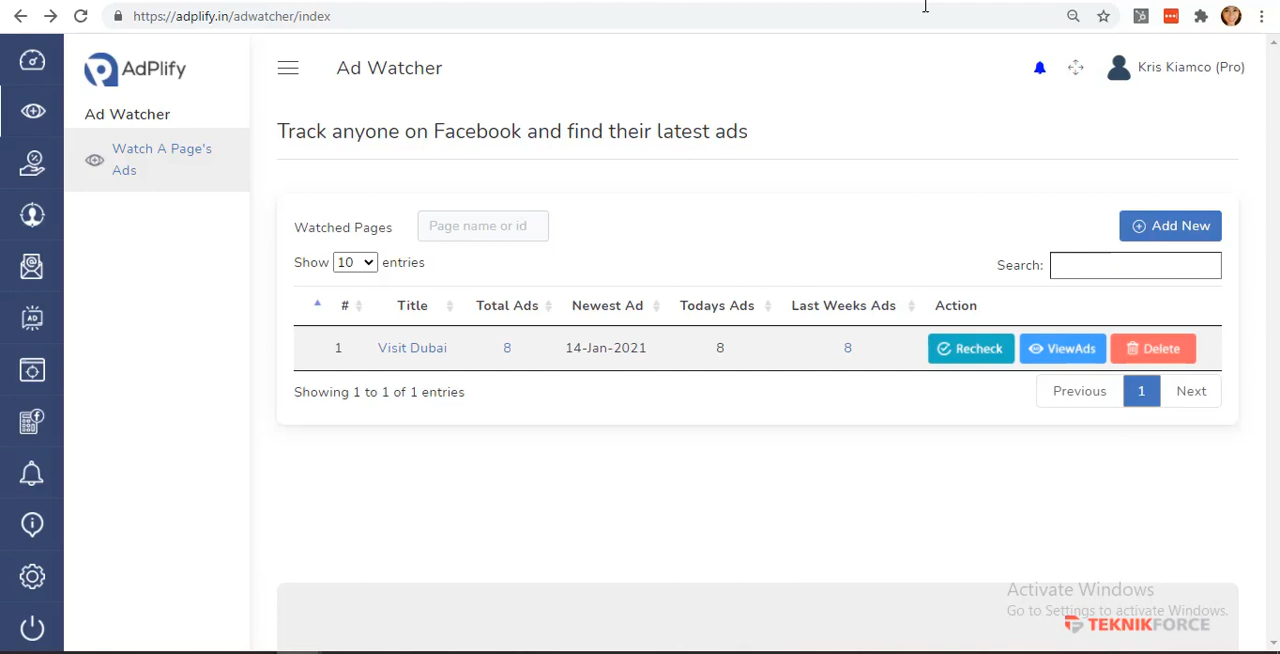 https://adplify.in/adwatcher/index
AdPlify
Ad Watcher
Kris Kiamco (Pro)
Ad Watcher
Watch A Page's
Ads
Track anyone on Facebook and find their latest ads
Watched Pages Page name or id Add New
Show 10 entries Search:
# Title Total Ads Newest Ad Todays Ads Last Weeks Ads Action
1 Visit Dubai 8 14-Jan-2021 8 8 Recheck ViewAds Delete
Showing 1 to 1 of 1 entries Previous 1 Next
AD
Activate Windows
Go to Settings to activate Windows.
TEKNIKFORCE